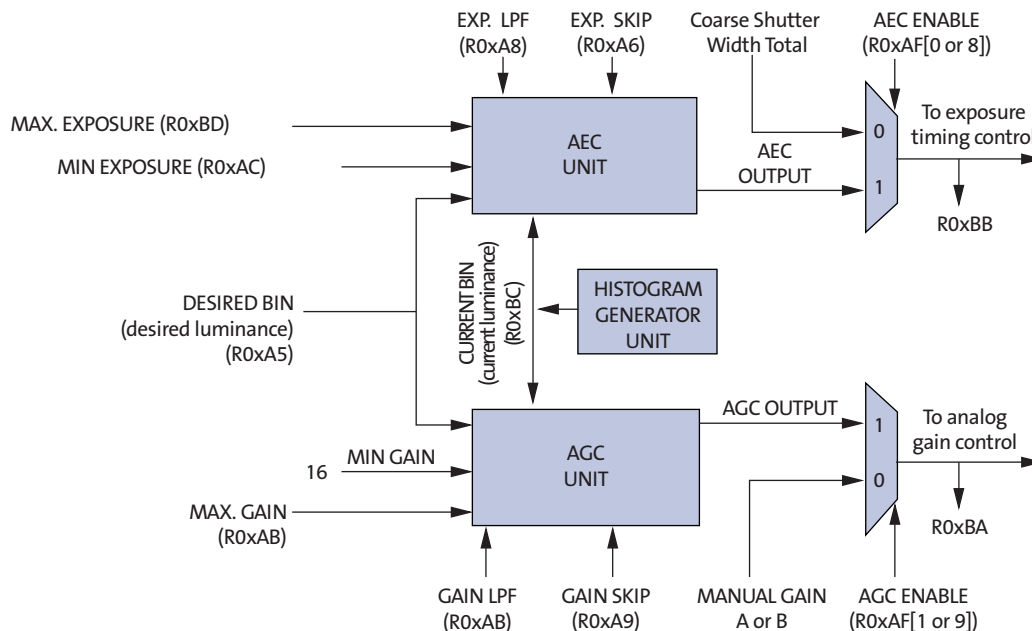 EXP. LPF
(R0xA8)
EXP. SKIP
(R0xA6)
Coarse Shutter
Width Total
AEC ENABLE
(R0xAF[0 or 8])
MAX. EXPOSURE (R0xBD)
MIN EXPOSURE (R0xAC)
AEC
UNIT
AEC
OUTPUT
0
1
To exposure
timing control
R0xBB
DESIRED BIN
(desired luminance)
(R0xA5)
CURRENT BIN
(current luminance)
(R0xBC)
HISTOGRAM
GENERATOR
UNIT
16
MIN GAIN
MAX. GAIN
(R0xAB)
AGC
UNIT
AGC OUTPUT
1
0
To analog
gain control
R0xBA
GAIN LPF
(R0xAB)
GAIN SKIP
(R0xA9)
MANUAL GAIN
A or B
AGC ENABLE
(R0xAF[1 or 9])